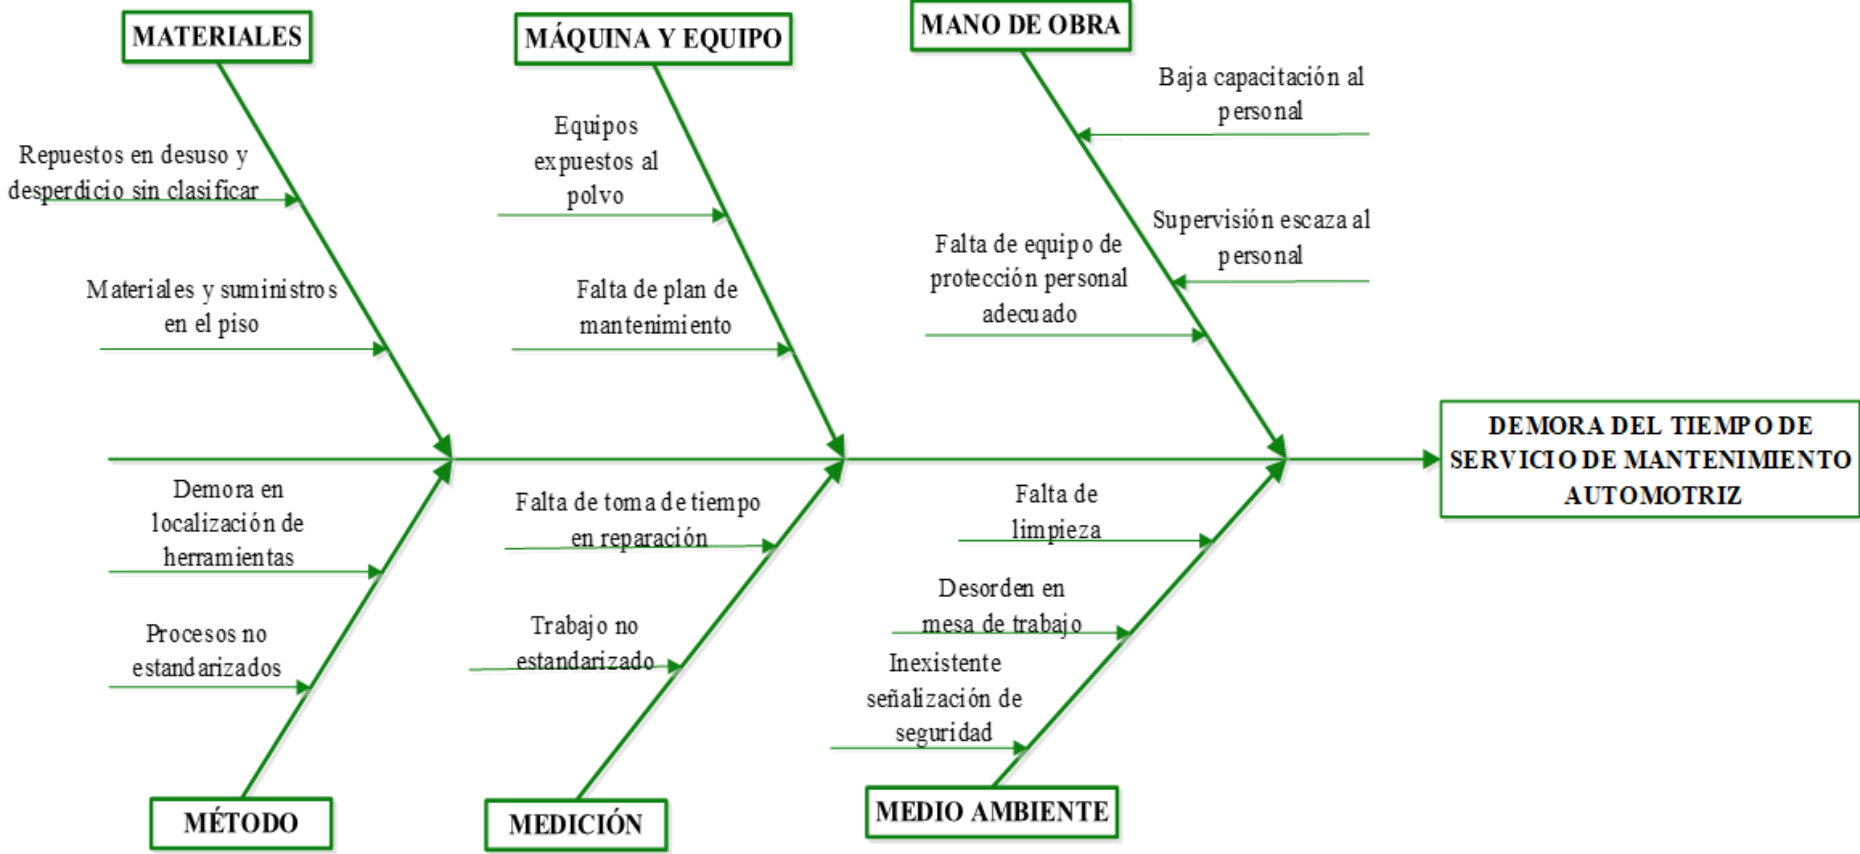 MATERIALES
MÁQUINA Y EQUIPO
MANO DE OBRA
Baja capacitación al
personal
Equipos
expuestos al
polvo
Repuestos en desuso y
desperdicio sin clasificar
Supervisión escaza al
personal
Falta de equipo de
protección personal
adecuado
Materiales y suministros
en el piso
Falta de plan de
mantenimiento
DEMORA DEL TIEMPO DE
SERVICIO DE MANTENIMIENTO
AUTOMOTRIZ
Demora en
localización de
herramientas
Falta de toma de tiempo
en reparación
Falta de
limpieza
Desorden en
mesa de trabajo
Procesos no
estandarizados
Trabajo no
estandarizado
Inexistente
señalización de
seguridad
MÉTODO
MEDICIÓN
MEDIO AMBIENTE